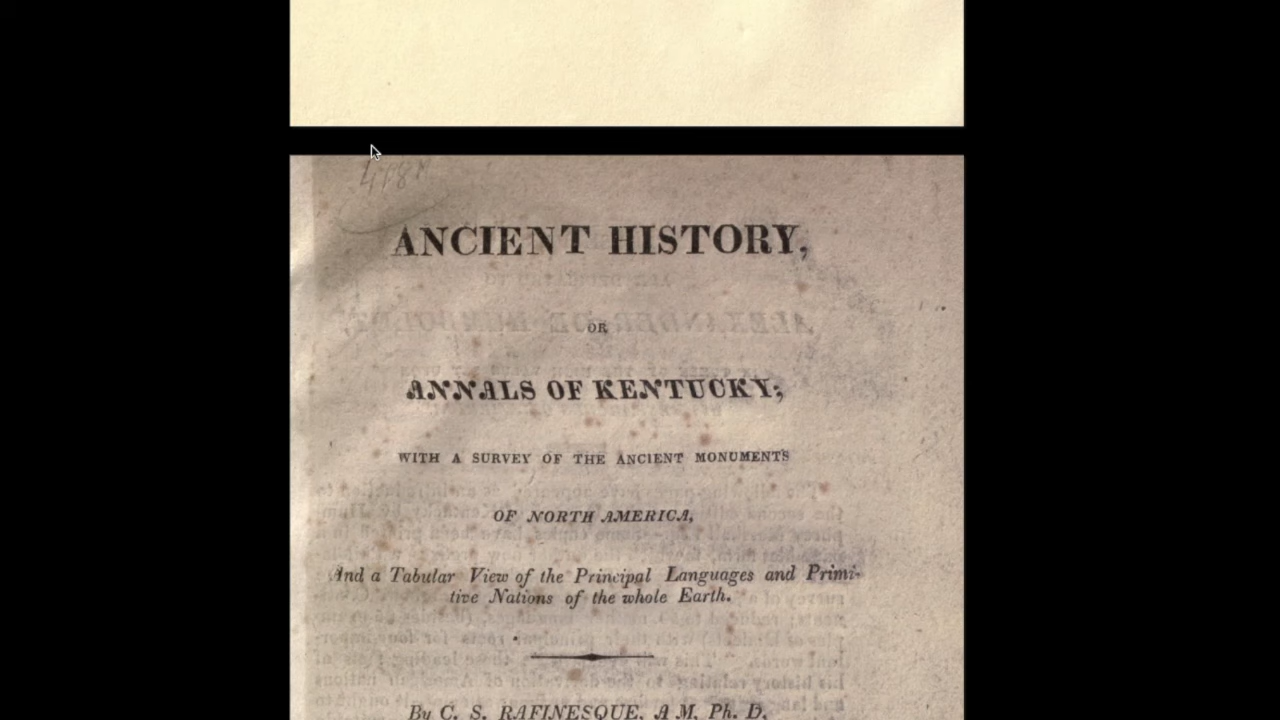 ANCIENT HISTORY,
OR
ANNALS OF KENTUCKY;
WITH A SURVEY OF THE ANCIENT MONUMENTS
OF NORTH AMERICA,
And a Tabular View of the Principal Languages and Primi-
tive Nations of the whole Earth.
By C. S. RAFINESQUE, A M. Ph. D.